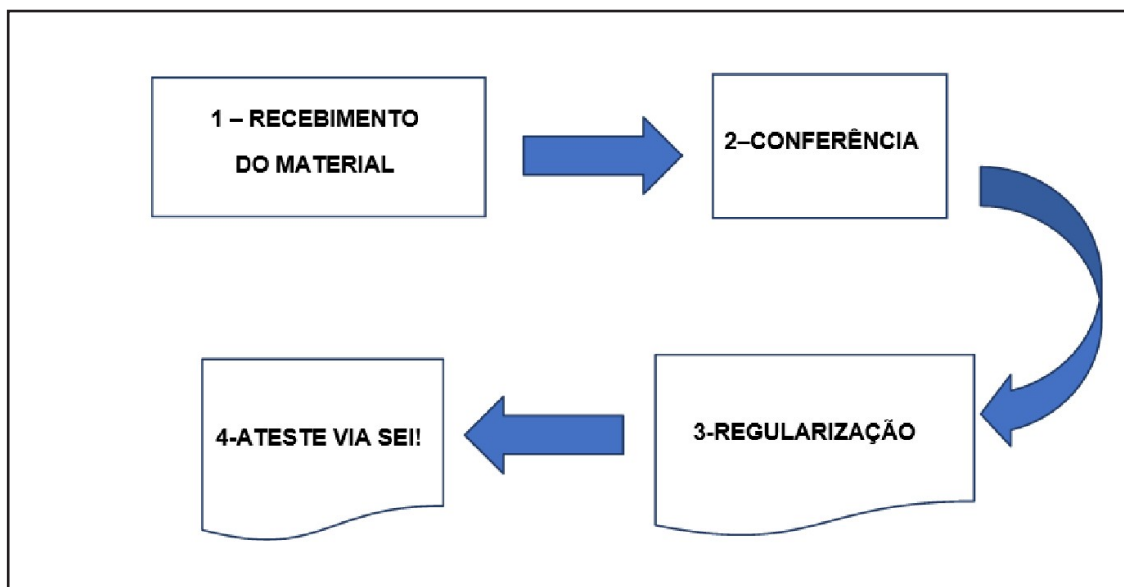 1 – RECEBIMENTO
DO MATERIAL
2–CONFERÊNCIA
3-REGULARIZAÇÃO
4-ATESTE VIA SEI!